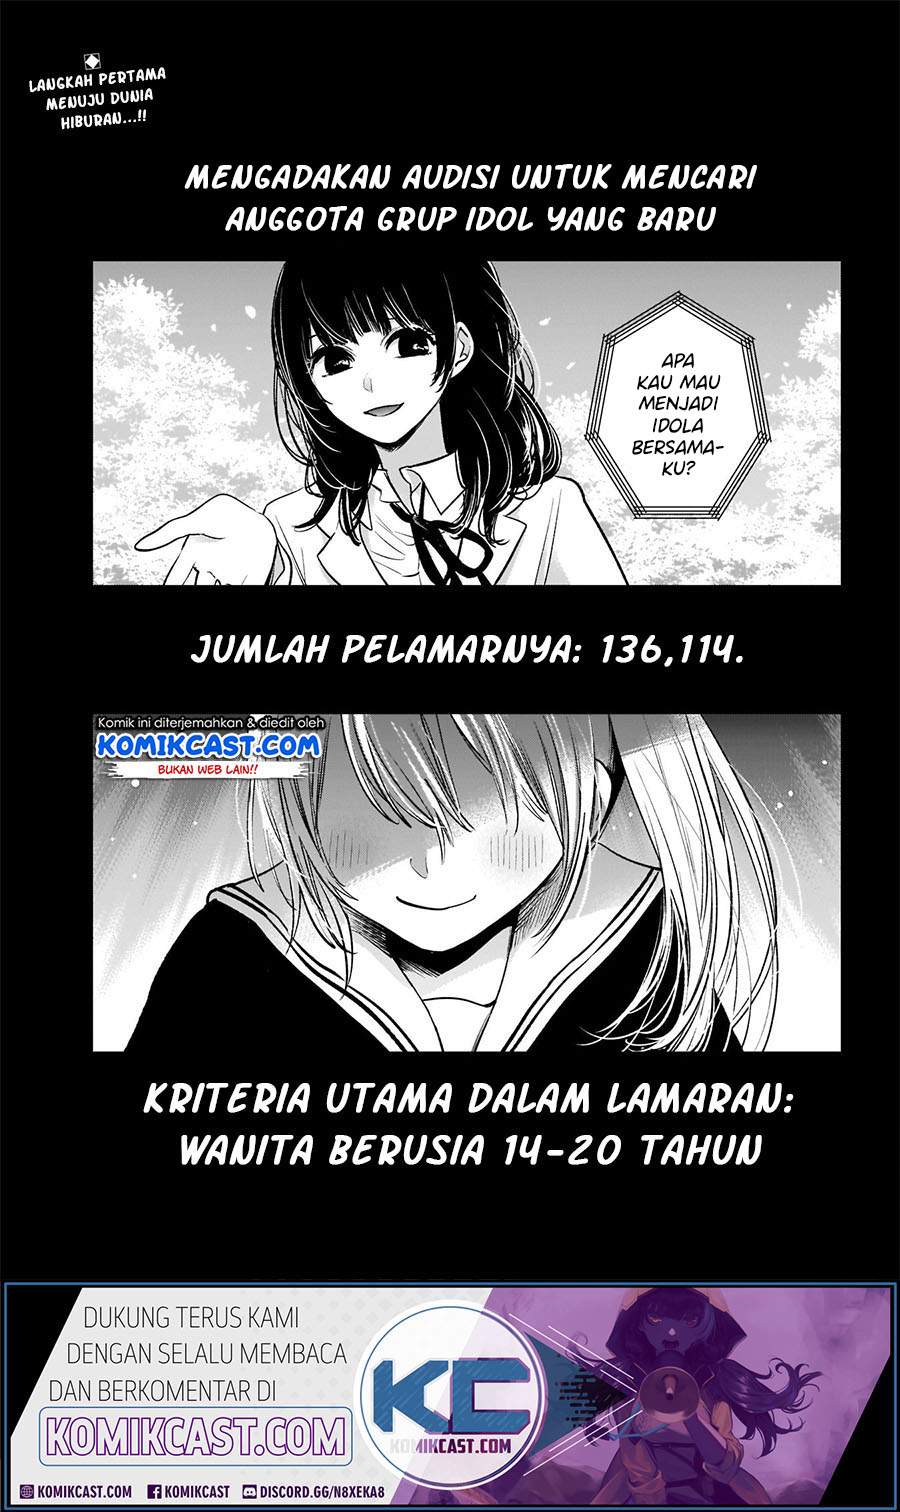 LANGKAH PERTAMA
MENUJU DUNIA
HIBURAN...!!
MENGADAKAN AUDISI UNTUK MENCARI
ANGGOTA GRUP IDOL YANG BARU
APA
KAU MAU
MENJADI
IDOLA
BERSAMA-
KU?
JUMLAH PELAMARNYA: 136,114.
Komik ini diterjemahkan & diedit oleh
KOMIKCAST.COM
BUKAN WEB LAIN!!
KRITERIA UTAMA DALAM LAMARAN:
WANITA BERUSIA 14-20 TAHUN
DUKUNG TERUS KAMI
DENGAN SELALU MEMBACA
DAN BERKOMENTAR DI
KOMIKCAST.COM
KC
KOMIKCAST.COM
KOMIKCAST.COM KOMIKCAST DISCORD.GG/N8XEKA8